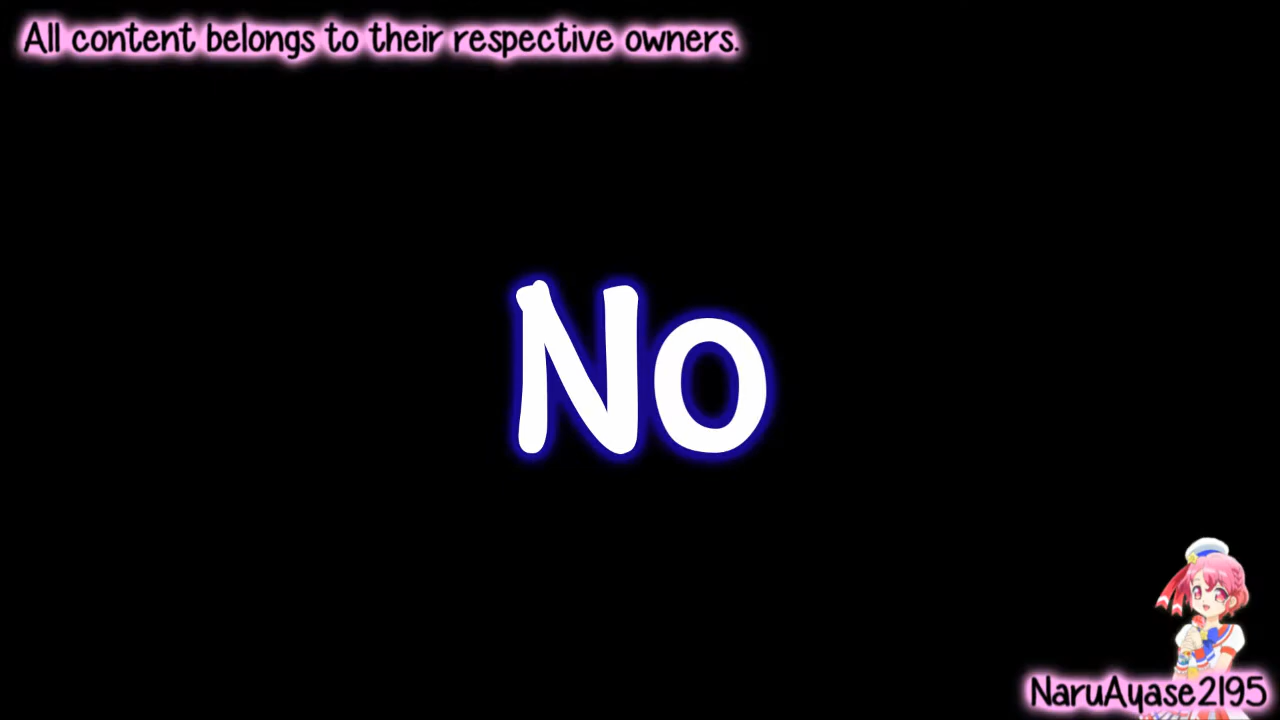 All content belongs to their respective owners.
No
NaruAyase2195